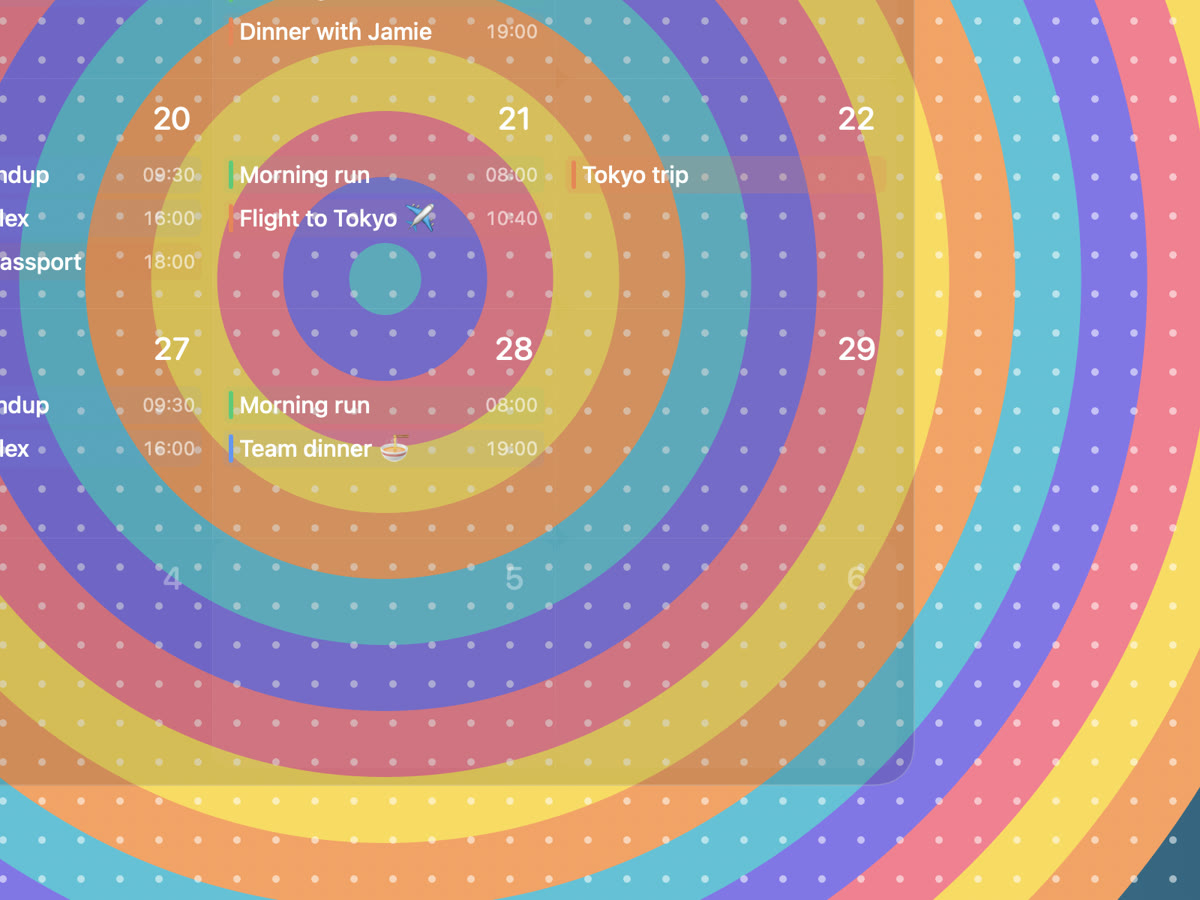 Dinner with Jamie 19:00
20 21 22
ndup 09:30 Morning run 08:00 Tokyo trip
lex 16:00 Flight to Tokyo ✈️ 10:40
assport 18:00
27 28 29
ndup 09:30 Morning run 08:00
lex 16:00 Team dinner 🍜 19:00
4 5 6